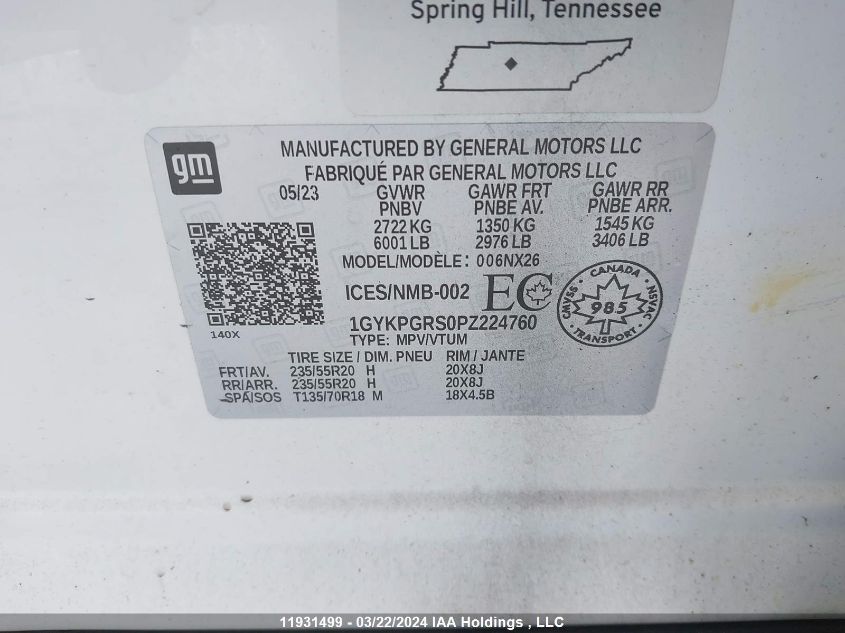 Spring Hill, Tennessee
gm
MANUFACTURED BY GENERAL MOTORS LLC
FABRIQUÉ PAR GENERAL MOTORS LLC
05/23 GVWR GAWR FRT GAWR RR
PNBV PNBE AV. PNBE ARR.
2722 KG 1350 KG 1545 KG
6001 LB 2976 LB 3406 LB
MODEL/MODÈLE: 006NX26
ICES/NMB-002 EC
CANADA
CMVSS 985 NSVAC
TRANSPORT
140X
1GYKPGRS0PZ224760
TYPE: MPV/VTUM
TIRE SIZE / DIM. PNEU RIM / JANTE
FRT/AV. 235/55R20 H 20X8J
RR/ARR. 235/55R20 H 20X8J
SPA/SOS T135/70R18 M 18X4.5B
11931499 - 03/22/2024 IAA Holdings , LLC